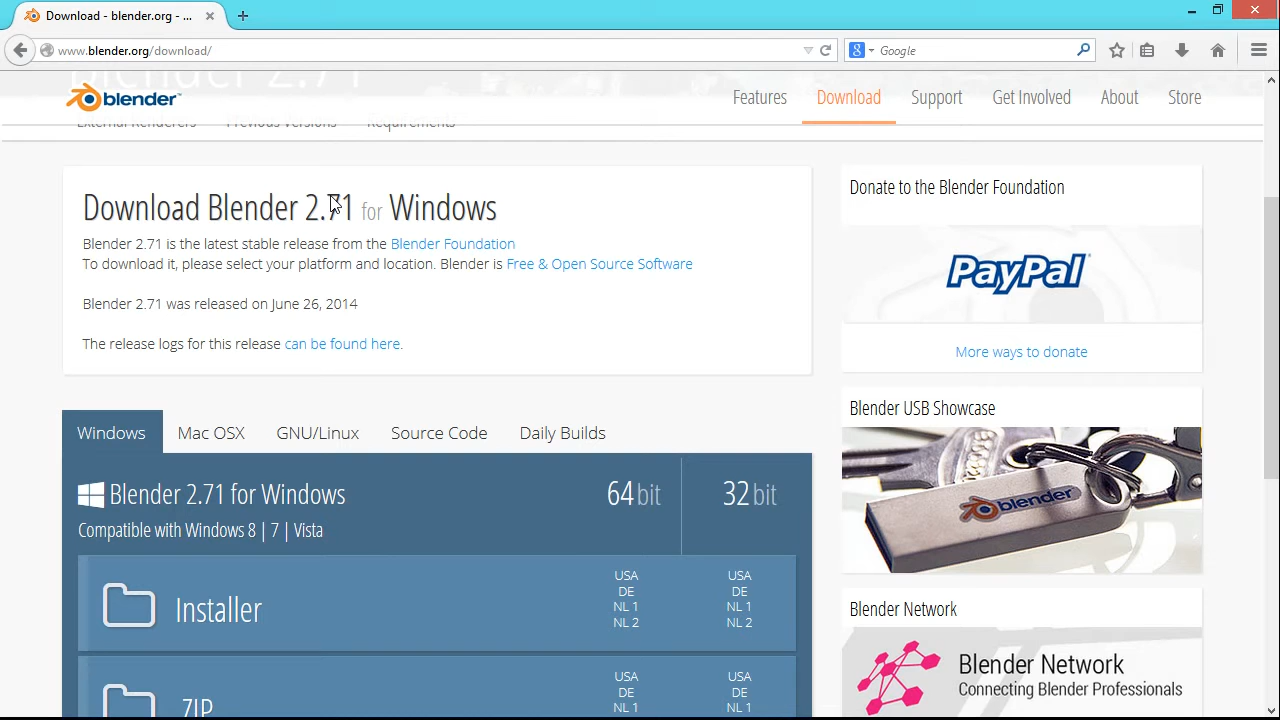 Download - blender.org - ...
www.blender.org/download/
Google
Blender 2.71
blender
Features
Download
Support
Get Involved
About
Store
External Renderers
Previous Versions
Requirements
Download Blender 2.71 for Windows
Blender 2.71 is the latest stable release from the Blender Foundation
To download it, please select your platform and location. Blender is Free & Open Source Software
Blender 2.71 was released on June 26, 2014
The release logs for this release can be found here.
Donate to the Blender Foundation
PayPal
More ways to donate
Windows
Mac OSX
GNU/Linux
Source Code
Daily Builds
Blender 2.71 for Windows
64 bit
32 bit
Compatible with Windows 8 | 7 | Vista
Installer
USA
DE
NL 1
NL 2
USA
DE
NL 1
NL 2
ZIP
USA
DE
NL 1
USA
DE
NL 1
Blender USB Showcase
blender
Blender Network
Blender Network
Connecting Blender Professionals